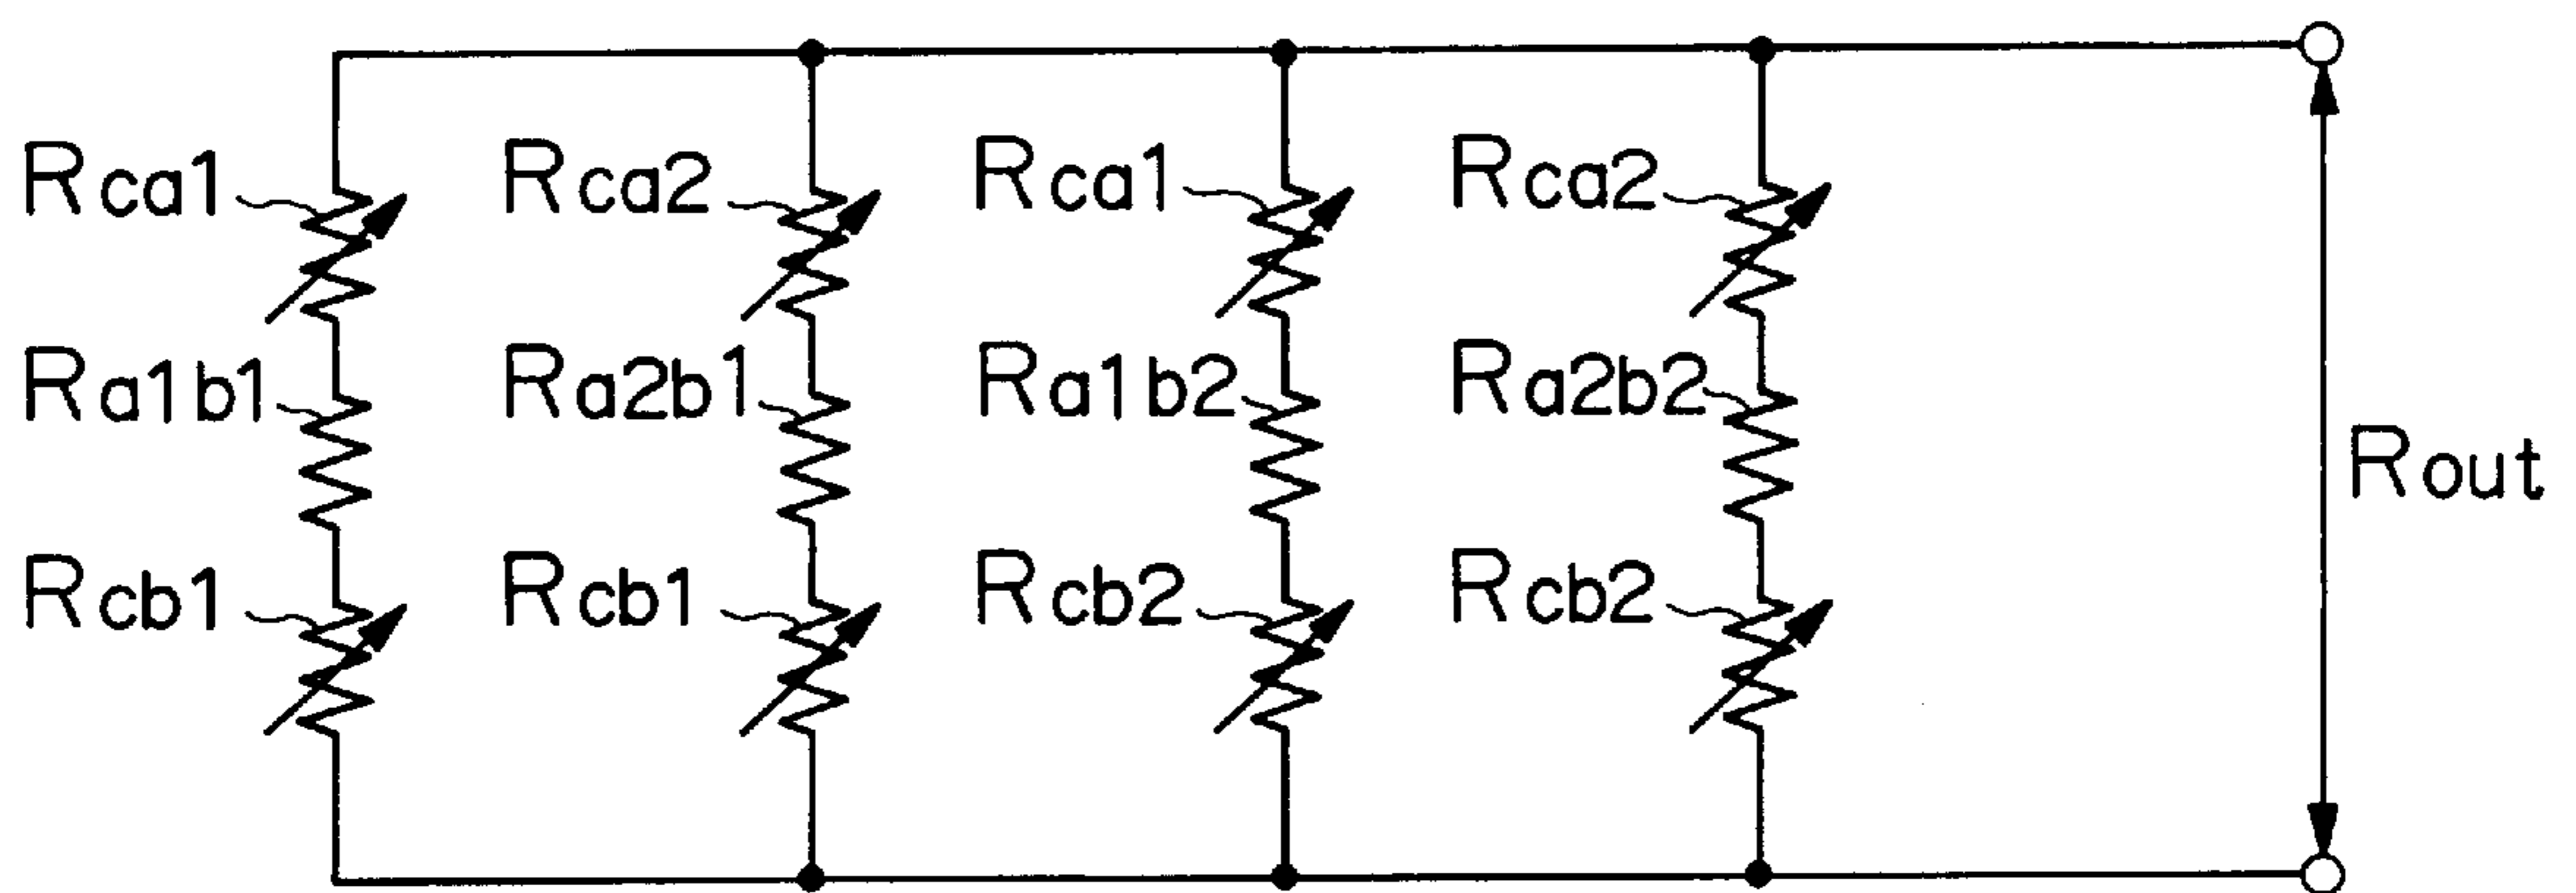 Rca1 Rca2 Rca1 Rca2
Ra1b1 Ra2b1 Ra1b2 Ra2b2
Rout
Rcb1 Rcb1 Rcb2 Rcb2